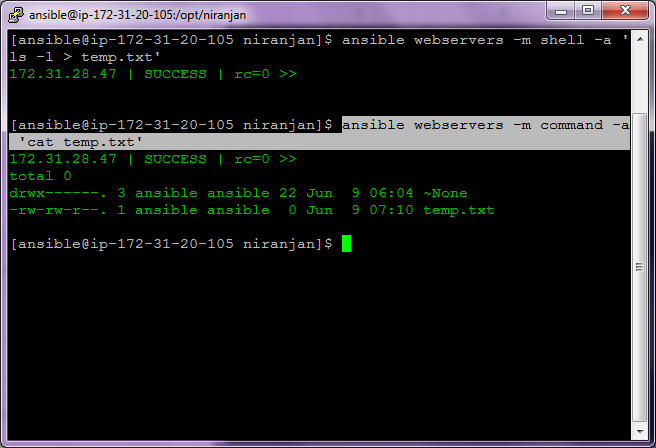 ansible@ip-172-31-20-105:/opt/niranjan
[ansible@ip-172-31-20-105 niranjan]$ ansible webservers -m shell -a '
ls -l > temp.txt'
172.31.28.47 | SUCCESS | rc=0 >>
[ansible@ip-172-31-20-105 niranjan]$ ansible webservers -m command -a
 'cat temp.txt'
172.31.28.47 | SUCCESS | rc=0 >>
total 0
drwx------. 3 ansible ansible 22 Jun  9 06:04 ~None
-rw-rw-r--. 1 ansible ansible  0 Jun  9 07:10 temp.txt
[ansible@ip-172-31-20-105 niranjan]$